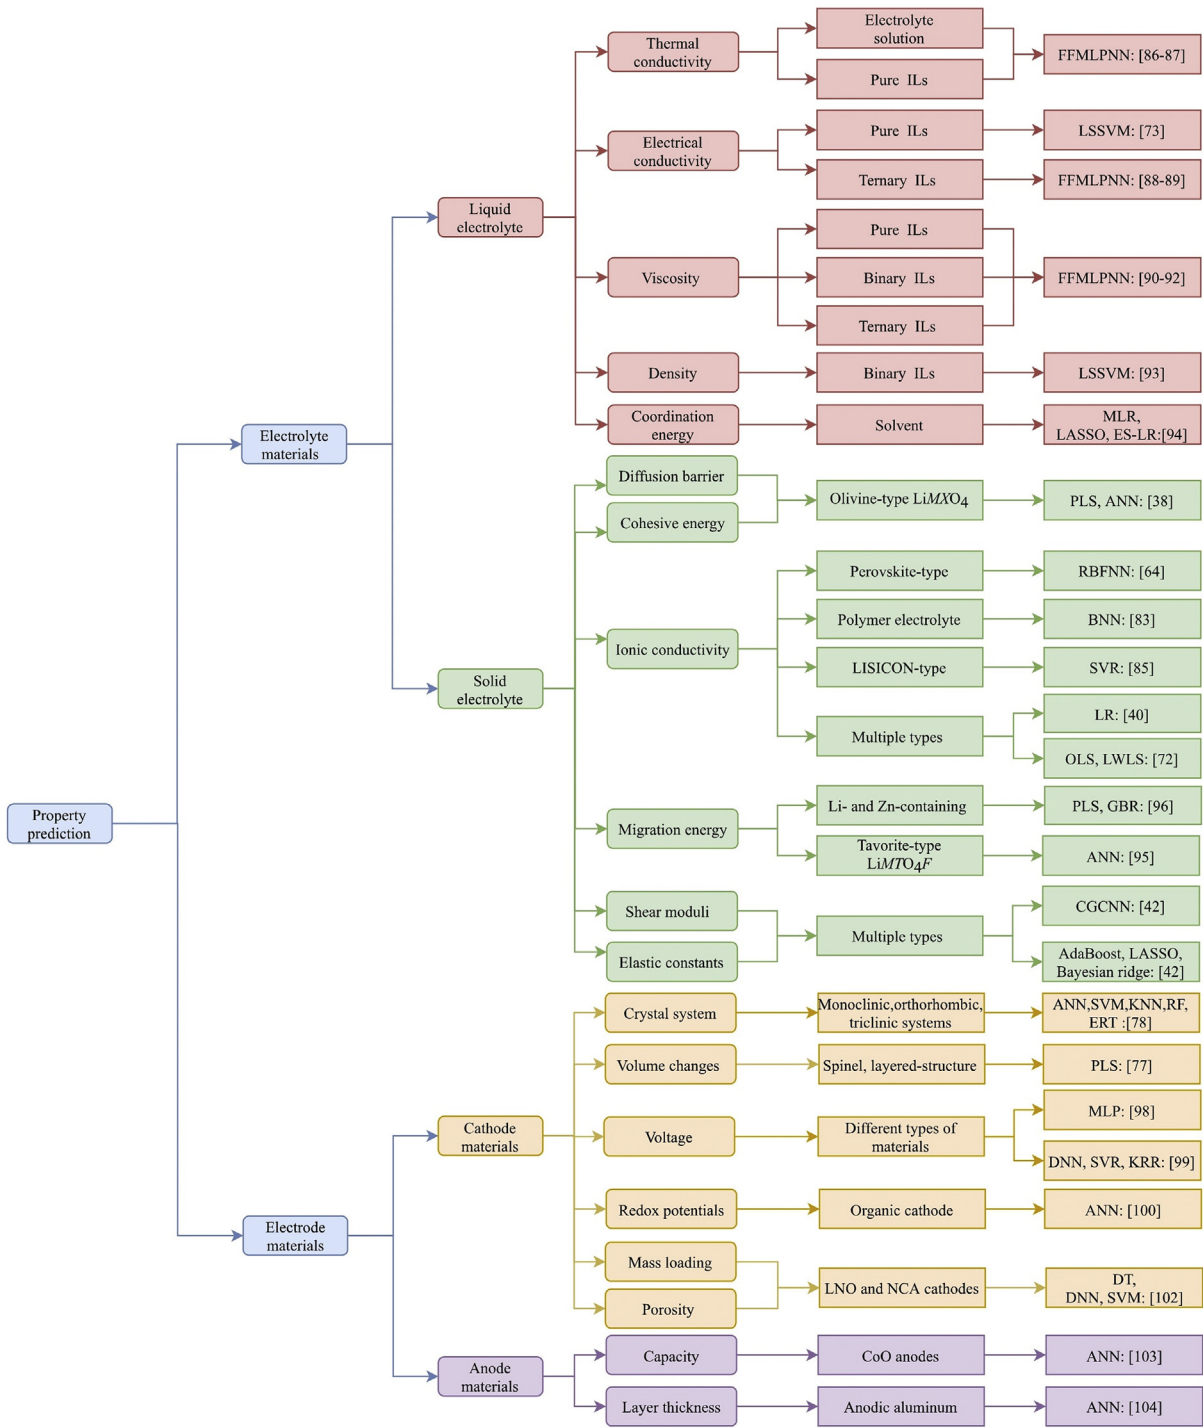 Property
prediction
Electrolyte
materials
Liquid
electrolyte
Thermal
conductivity
Electrolyte
solution
Pure ILs
FFMLPNN: [86-87]
Electrical
conductivity
Pure ILs
LSSVM: [73]
Ternary ILs
FFMLPNN: [88-89]
Viscosity
Pure ILs
Binary ILs
Ternary ILs
FFMLPNN: [90-92]
Density
Binary ILs
LSSVM: [93]
Coordination
energy
Solvent
MLR,
LASSO, ES-LR:[94]
Solid
electrolyte
Diffusion barrier
Cohesive energy
Olivine-type LiMXO4
PLS, ANN: [38]
Ionic conductivity
Perovskite-type
RBFNN: [64]
Polymer electrolyte
BNN: [83]
LISICON-type
SVR: [85]
Multiple types
LR: [40]
OLS, LWLS: [72]
Migration energy
Li- and Zn-containing
PLS, GBR: [96]
Tavorite-type
LiMTO4F
ANN: [95]
Shear moduli
Elastic constants
Multiple types
CGCNN: [42]
AdaBoost, LASSO,
Bayesian ridge: [42]
Electrode
materials
Cathode
materials
Crystal system
Monoclinic,orthorhombic,
triclinic systems
ANN,SVM,KNN,RF,
ERT :[78]
Volume changes
Spinel, layered-structure
PLS: [77]
Voltage
Different types of
materials
MLP: [98]
DNN, SVR, KRR: [99]
Redox potentials
Organic cathode
ANN: [100]
Mass loading
Porosity
LNO and NCA cathodes
DT,
DNN, SVM: [102]
Anode
materials
Capacity
CoO anodes
ANN: [103]
Layer thickness
Anodic aluminum
ANN: [104]